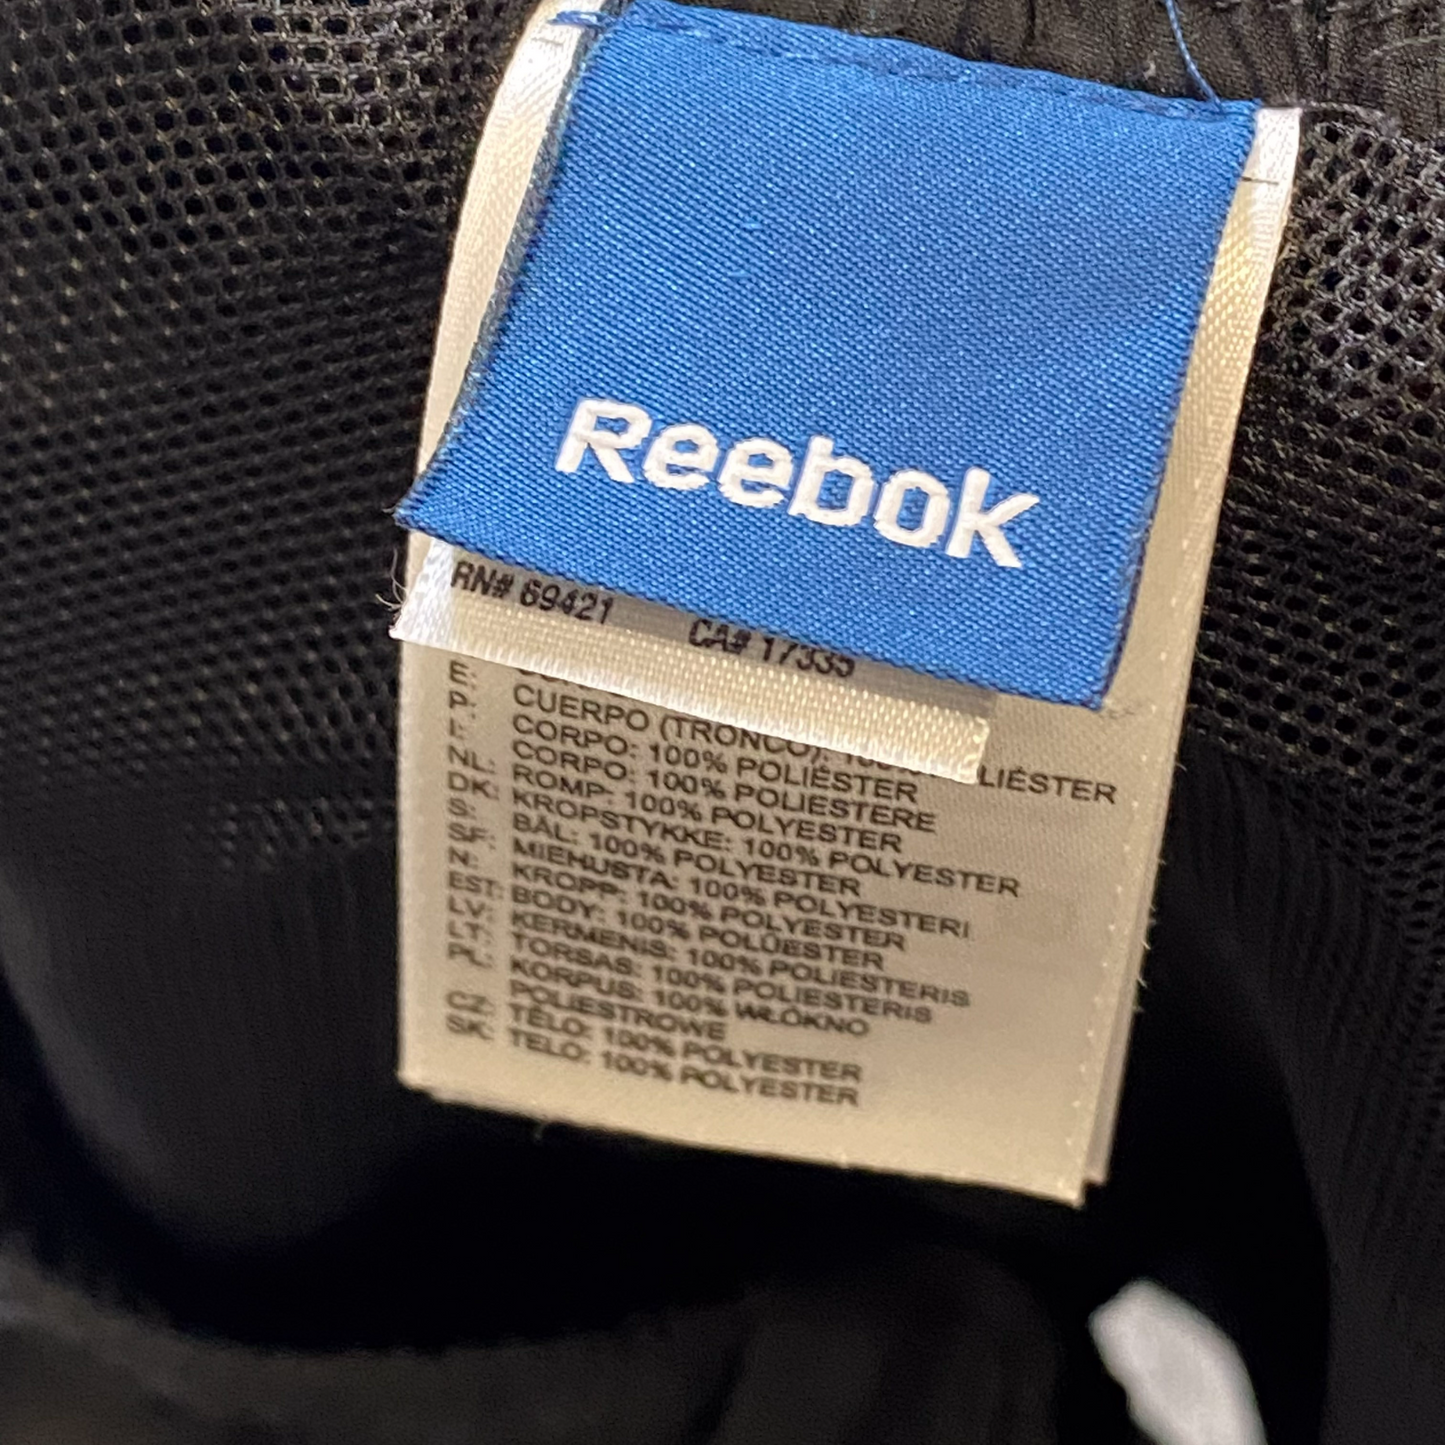 Reebok
RN# 69421 CA# 17335
E:
P: CUERPO (TRONCO): 100% POLIÉSTER
I: CORPO: 100% POLIÉSTER
NL: CORPO: 100% POLIESTERE
DK: ROMP: 100% POLYESTER
S: KROPSTYKKE: 100% POLYESTER
SF: BÅL: 100% POLYESTER
N: MIEHUSTA: 100% POLYESTERI
EST: KROPP: 100% POLYESTER
LV: BODY: 100% POLÜESTER
LT: KERMENIS: 100% POLIESTERIS
PL: TORSAS: 100% POLIESTERIS
KORPUS: 100% WŁÓKNO
POLIESTROWE
CZ: TĚLO: 100% POLYESTER
SK: TELO: 100% POLYESTER